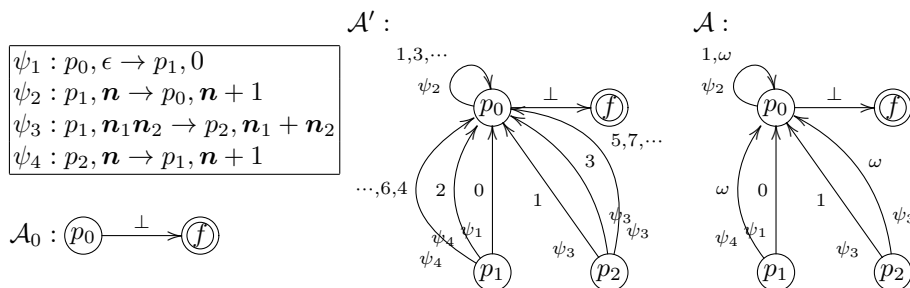 ψ₁ : p₀, ϵ → p₁, 0
ψ₂ : p₁, n → p₀, n + 1
ψ₃ : p₁, n₁n₂ → p₂, n₁ + n₂
ψ₄ : p₂, n → p₁, n + 1
𝒜₀ : p₀ ⊥ f
𝒜′ :
1,3,⋯
ψ₂
p₀ ⊥ f
5,7,⋯
⋯,6,4 2 0 1 3
ψ₃
ψ₄ ψ₁ ψ₃
ψ₄ ψ₃
p₁ p₂
𝒜 :
1,ω
ψ₂
p₀ ⊥ f
ω 0 1 ω
ψ₃
ψ₁
ψ₄ ψ₃
p₁ p₂